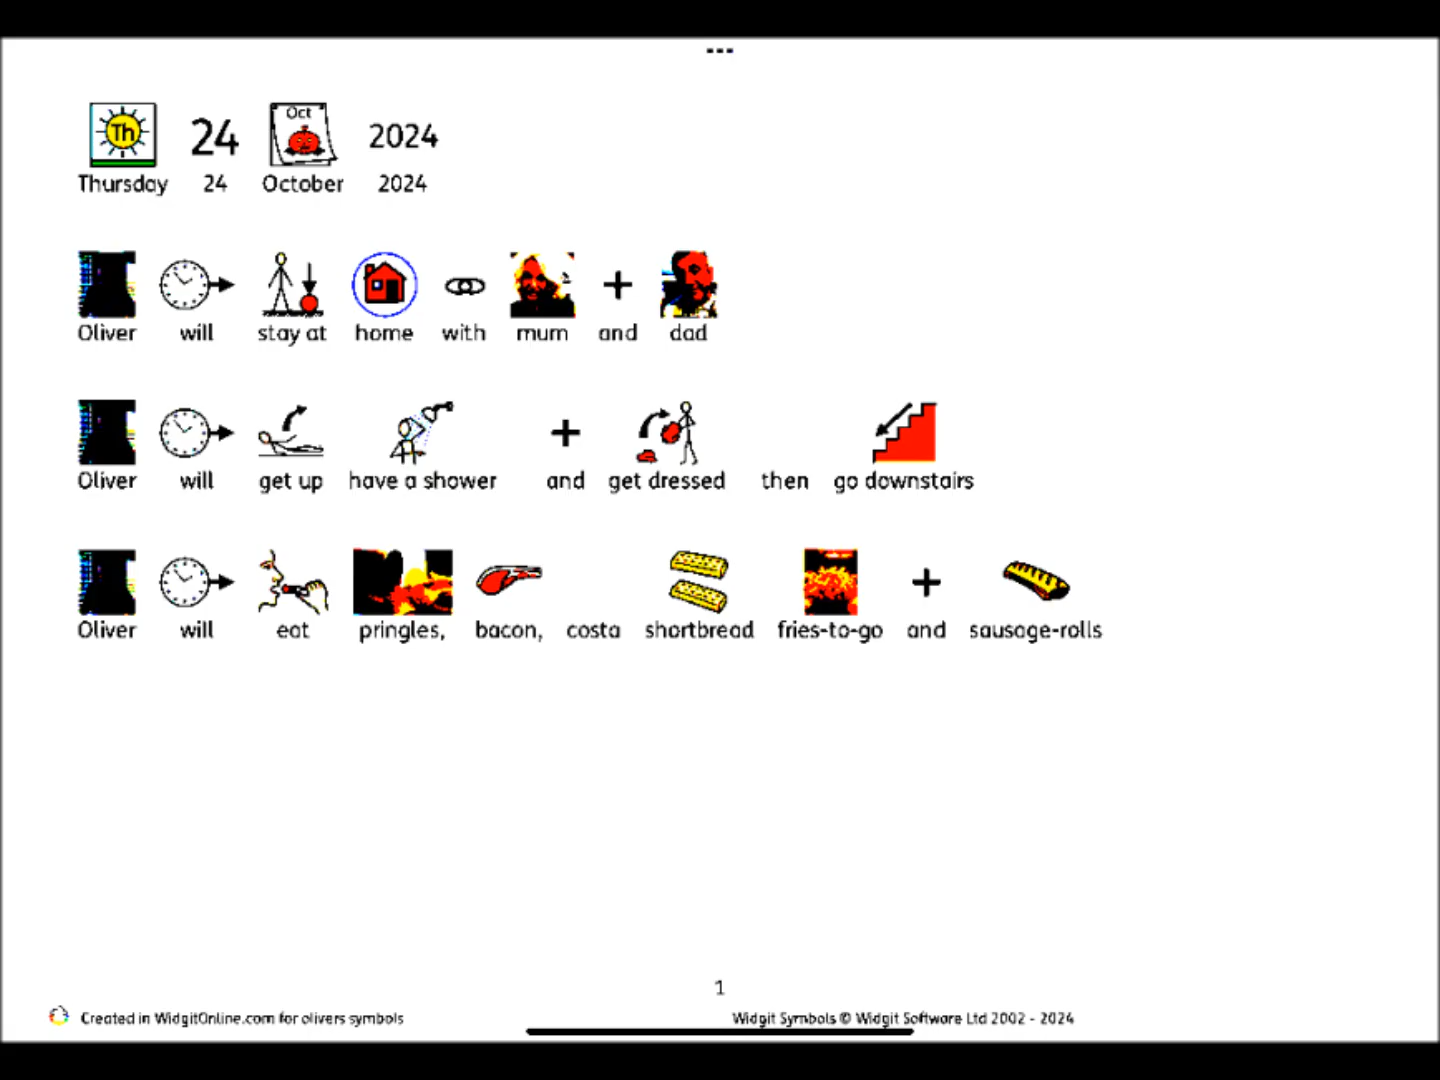 Th 24 Oct 2024
Thursday 24 October 2024
Oliver will stay at home with mum and dad
Oliver will get up have a shower and get dressed then go downstairs
Oliver will eat pringles, bacon, costa shortbread fries-to-go and sausage-rolls
1
Created in WidgitOnline.com for olivers symbols Widgit Symbols © Widgit Software Ltd 2002 - 2024